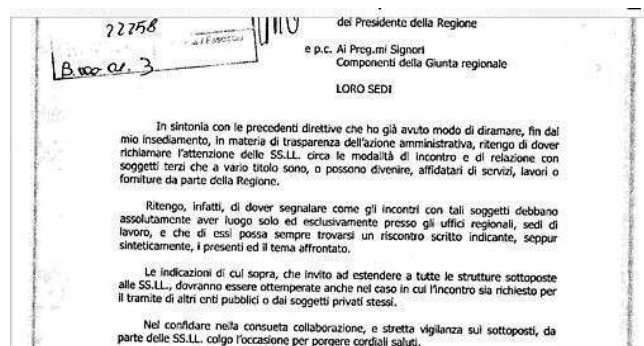 22258
B.
3
del Presidente della Regione
e p.c. Ai Preg.mi Signori
Componenti della Giunta regionale
LORO SEDI
In sintonia con le precedenti direttive che ho già avuto modo di diramare, fin dal
mio insediamento, in materia di trasparenza dell'azione amministrativa, ritengo di dover
richiamare l'attenzione delle SS.LL. circa le modalità di incontro e di relazione con
soggetti terzi che a vario titolo sono, o possono divenire, affidatari di servizi, lavori o
forniture da parte della Regione.
Ritengo, infatti, di dover segnalare come gli incontri con tali soggetti debbano
assolutamente aver luogo solo ed esclusivamente presso gli uffici regionali, sedi di
lavoro, e che di essi possa sempre trovarsi un riscontro scritto indicante, seppur
sinteticamente, i presenti ed il tema affrontato.
Le indicazioni di cui sopra, che invito ad estendere a tutte le strutture sottoposte
alle SS.LL., dovranno essere ottemperate anche nel caso in cui l'incontro sia richiesto per
il tramite di altri enti pubblici o dai soggetti privati stessi.
Nel confidare nella consueta collaborazione, e stretta vigilanza sui sottoposti, da
parte delle SS.LL. colgo l'occasione per porgere cordiali saluti.